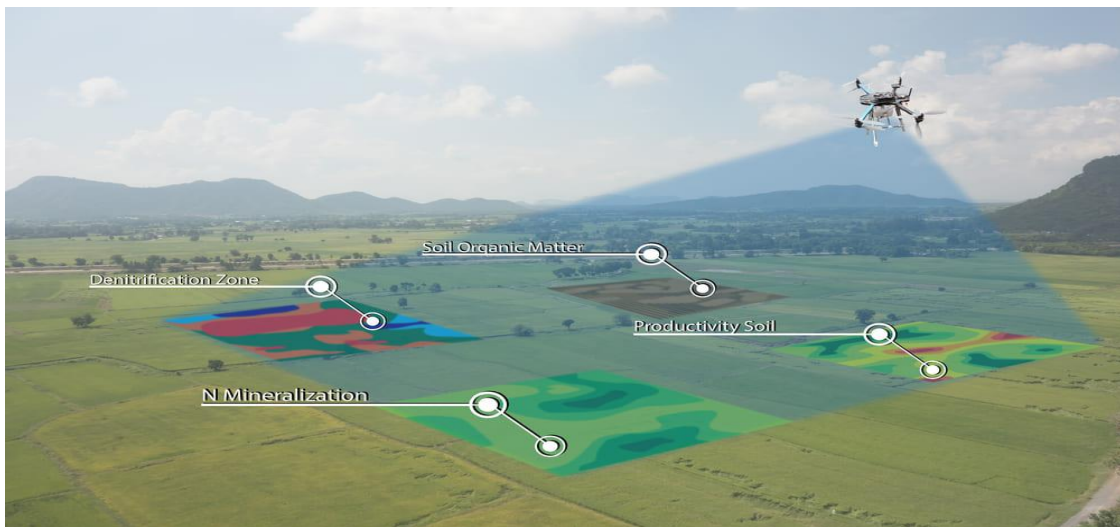 Soil Organic Matter
Denitrification Zone
Productivity Soil
N Mineralization